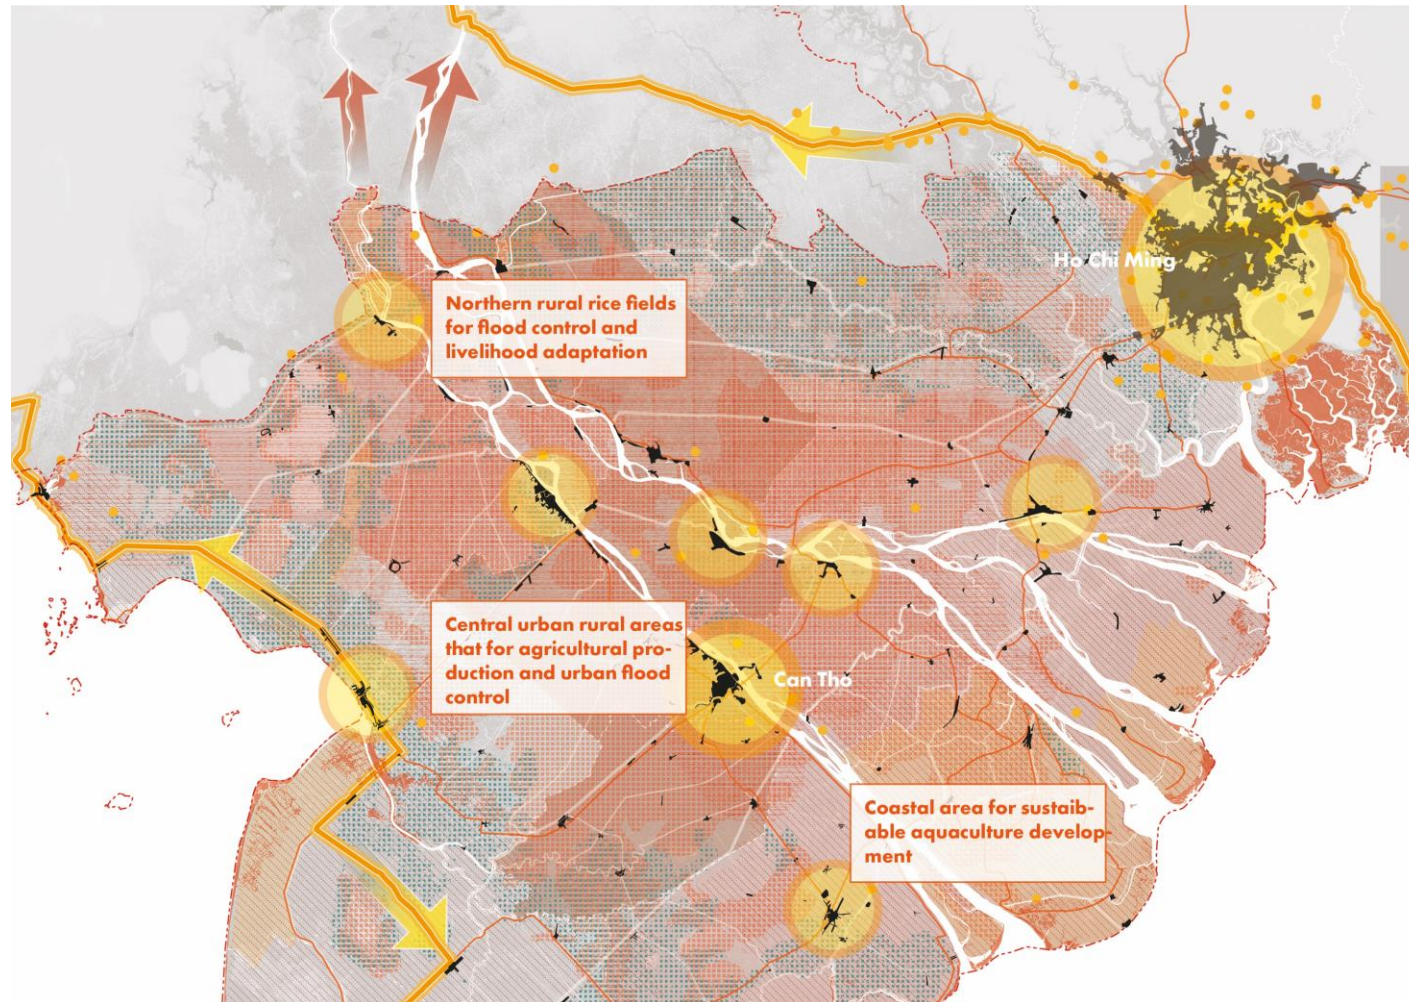 Ho Chi Ming
Northern rural rice fields
for flood control and
livelihood adaptation
Central urban rural areas
that for agricultural pro-
duction and urban flood
control
Can Tho
Coastal area for sustaib-
able aquaculture develop-
ment